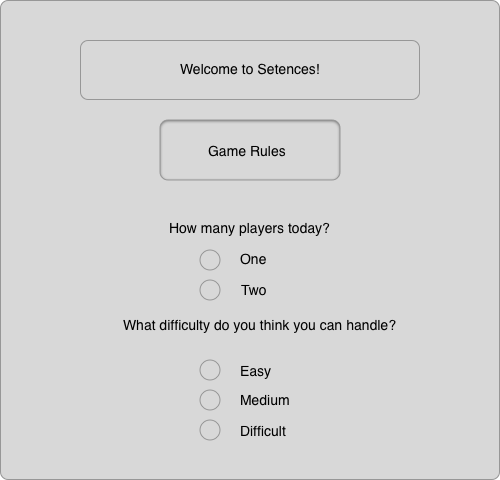 Welcome to Setences!
Game Rules
How many players today?
One
Two
What difficulty do you think you can handle?
Easy
Medium
Difficult